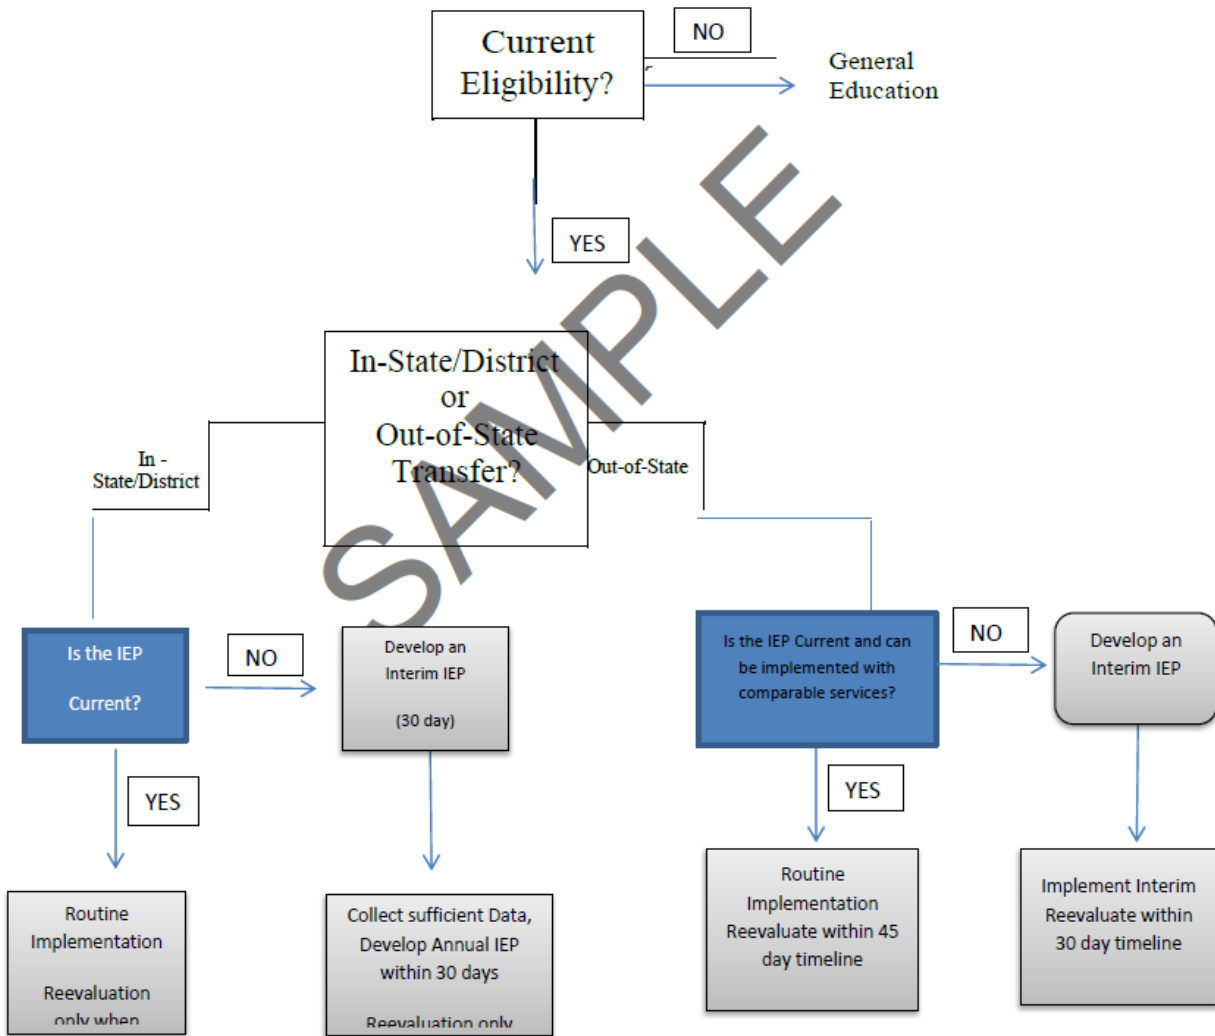 Current
Eligibility?
NO
General
Education
YES
In-State/District
or
Out-of-State
Transfer?
In -
State/District
Out-of-State
SAMPLE
Is the IEP
Current?
NO
Develop an
Interim IEP
(30 day)
Is the IEP Current and can
be implemented with
comparable services?
NO
Develop an
Interim IEP
YES
YES
Routine
Implementation
Reevaluation
only when
Collect sufficient Data,
Develop Annual IEP
within 30 days
Reevaluation only
Routine
Implementation
Reevaluate within 45
day timeline
Implement Interim
Reevaluate within
30 day timeline